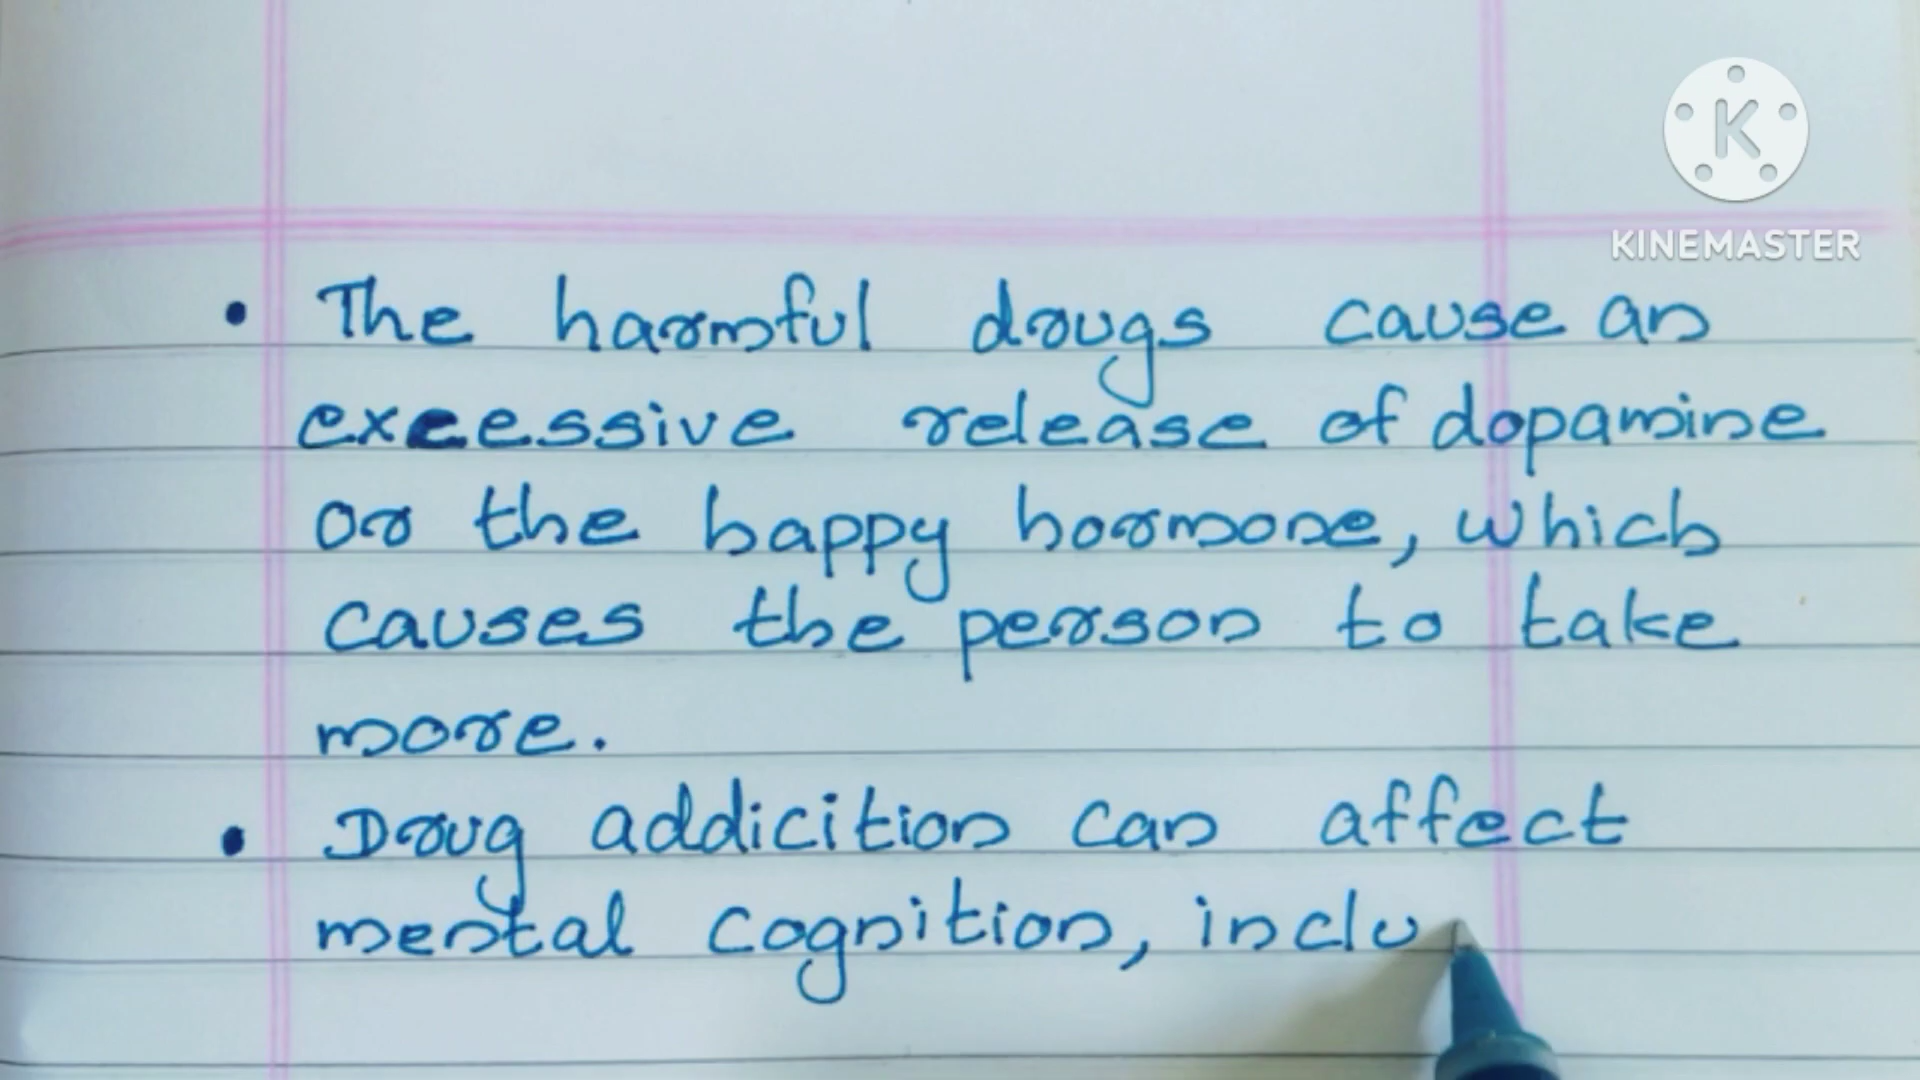 KINEMASTER
• The harmful drugs cause an
excessive release of dopamine
or the happy hormone, which
causes the person to take
more.
• Drug addicition can affect
mental cognition, inclu